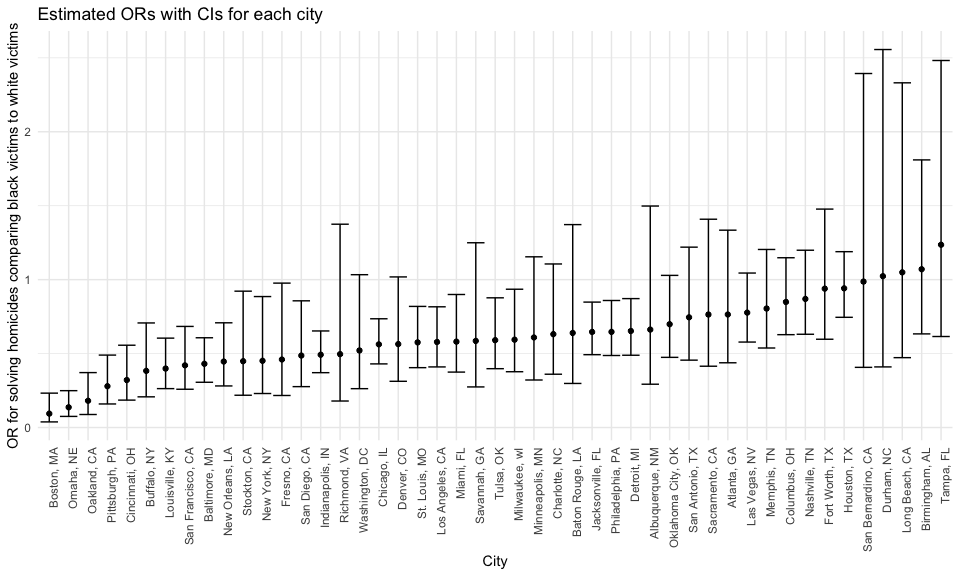 Estimated ORs with CIs for each city
OR for solving homicides comparing black victims to white victims
2
1
0
Boston, MA
Omaha, NE
Oakland, CA
Pittsburgh, PA
Cincinnati, OH
Buffalo, NY
Louisville, KY
San Francisco, CA
Baltimore, MD
New Orleans, LA
Stockton, CA
New York, NY
Fresno, CA
San Diego, CA
Indianapolis, IN
Richmond, VA
Washington, DC
Chicago, IL
Denver, CO
St. Louis, MO
Los Angeles, CA
Miami, FL
Savannah, GA
Tulsa, OK
Milwaukee, wI
Minneapolis, MN
Charlotte, NC
Baton Rouge, LA
Jacksonville, FL
Philadelphia, PA
Detroit, MI
Albuquerque, NM
Oklahoma City, OK
San Antonio, TX
Sacramento, CA
Atlanta, GA
Las Vegas, NV
Memphis, TN
Columbus, OH
Nashville, TN
Fort Worth, TX
Houston, TX
San Bernardino, CA
Durham, NC
Long Beach, CA
Birmingham, AL
Tampa, FL
City